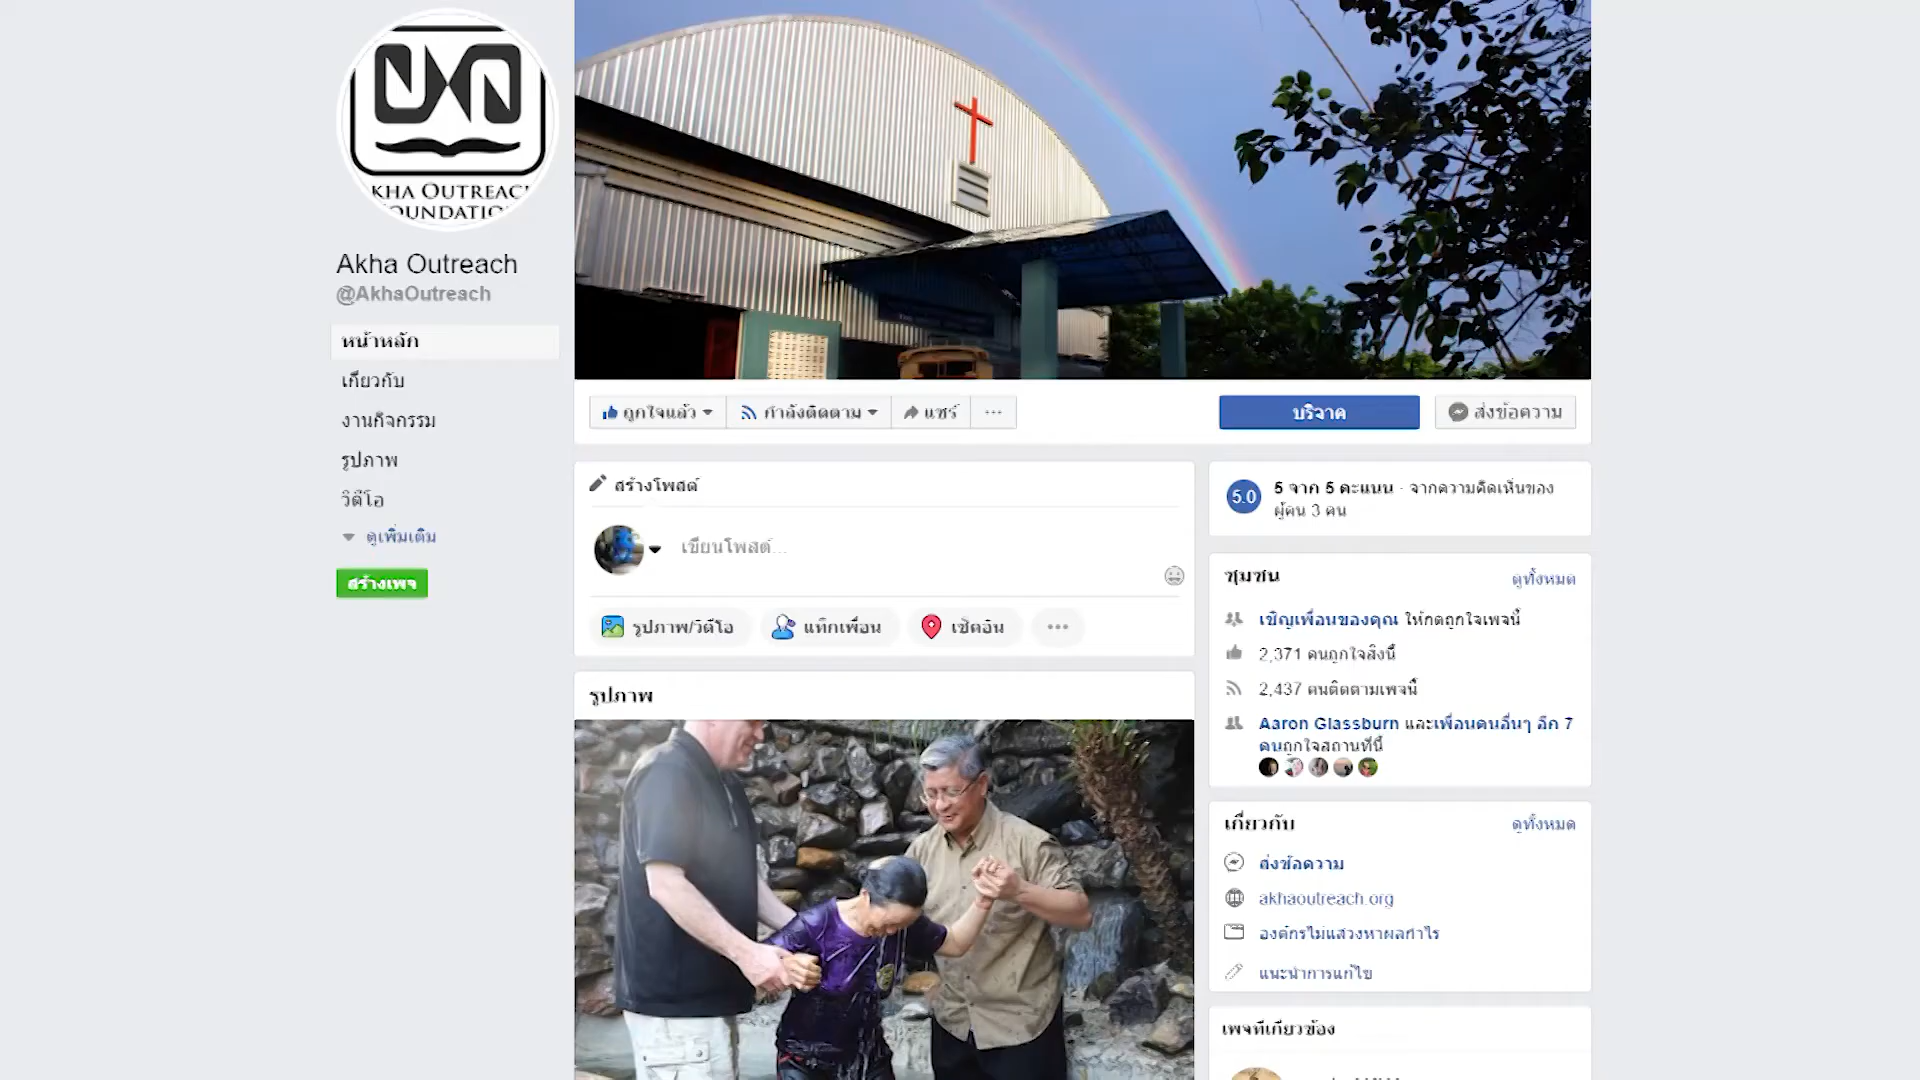 KHA OUTREAC
Akha Outreach
@AkhaOutreach
หน้าหลัก
เกี่ยวกับ
งานกิจกรรม
รูปภาพ
วิดีโอ
ดูเพิ่มเติม
สร้างเพจ
ถูกใจแล้ว
กำลังติดตาม
แชร์
บริจาค
ส่งข้อความ
สร้างโพสต์
เขียนโพสต์...
รูปภาพ/วิดีโอ
แท็กเพื่อน
เช็คอิน
รูปภาพ
5.0
5 จาก 5 คะแนน · จากความคิดเห็นของ
ผู้คน 3 คน
ชุมชน
ดูทั้งหมด
เชิญเพื่อนของคุณ ให้กดถูกใจเพจนี้
2,371 คนถูกใจสิ่งนี้
2,437 คนติดตามเพจนี้
Aaron Glassburn และเพื่อนคนอื่นๆ อีก 7
คนถูกใจสถานที่นี้
เกี่ยวกับ
ดูทั้งหมด
ส่งข้อความ
akhaoutreach.org
องค์กรไม่แสวงหาผลกำไร
แนะนำการแก้ไข
เพจที่เกี่ยวข้อง